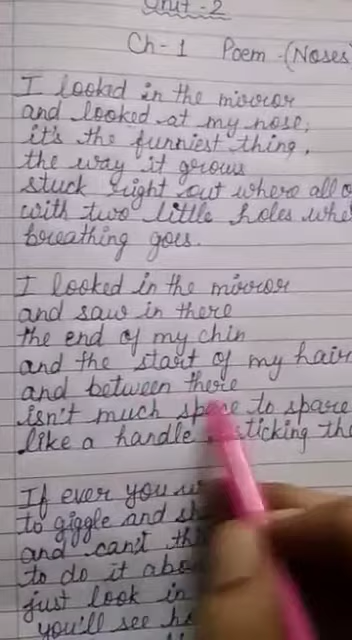 Unit - 2
Ch - 1 Poem - (Noses
I looked in the mirror
and looked at my nose,
it's the funniest thing,
the way it grows
stuck right out where all o
with two little holes whe
breathing goes.
I looked in the mirror
and saw in there
the end of my chin
and the start of my hair
and between there
isn't much space to spare
like a handle sticking the
If ever you
to giggle and sh
and can't thi
to do it abo
just look in
you'll see h